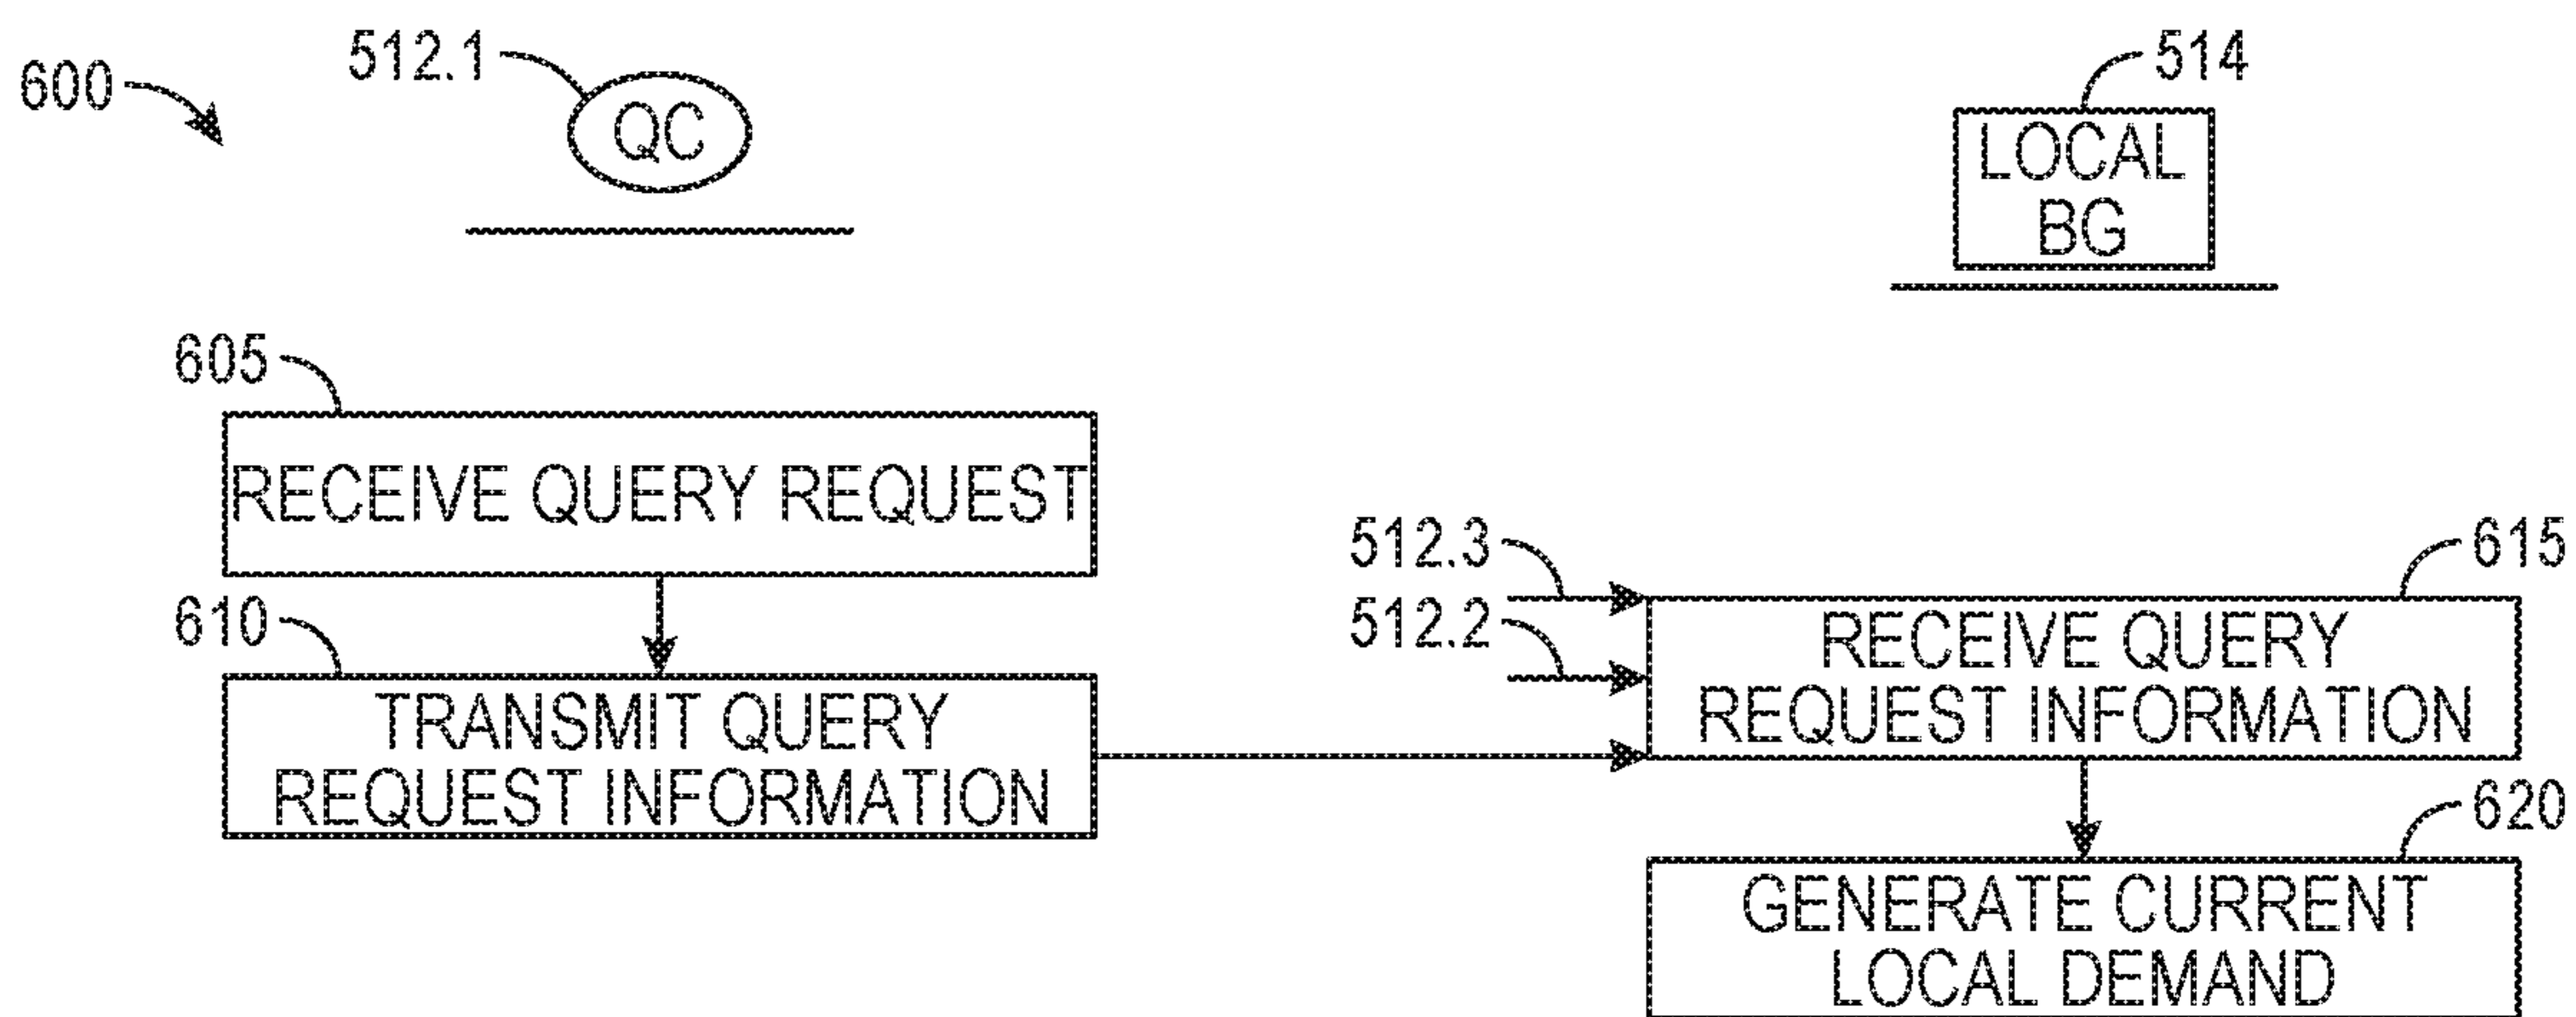 600
512.1
QC
514
LOCAL
BG
605
RECEIVE QUERY REQUEST
610
TRANSMIT QUERY
REQUEST INFORMATION
512.3
512.2
615
RECEIVE QUERY
REQUEST INFORMATION
620
GENERATE CURRENT
LOCAL DEMAND